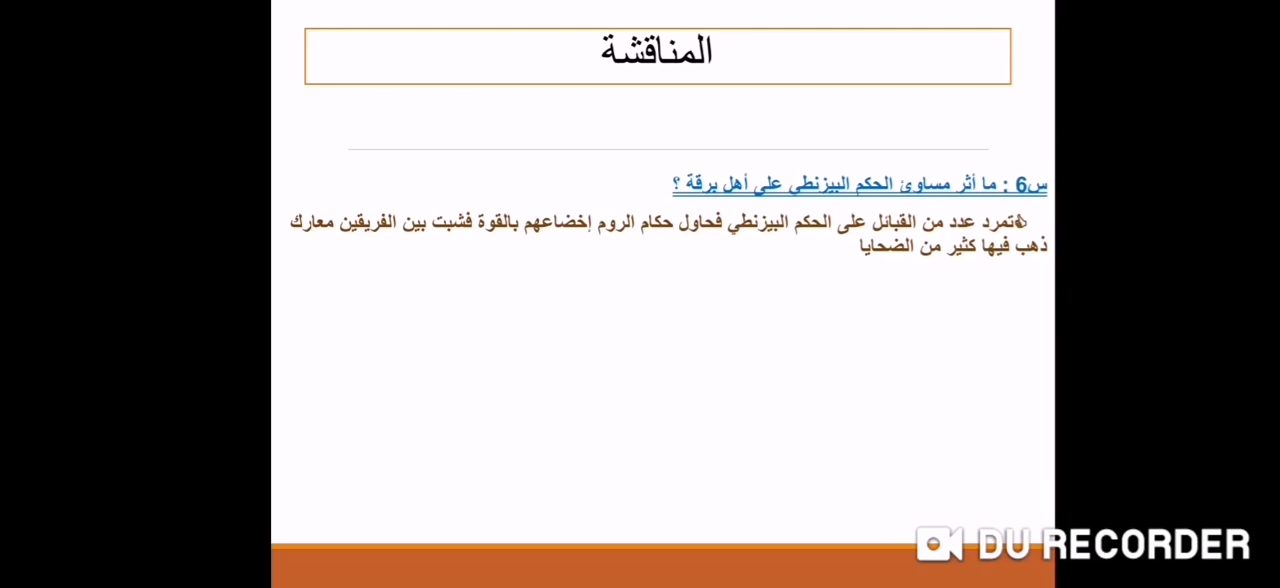 المناقشة
س6 : ما أثر مساوئ الحكم البيزنطي على أهل برقة ؟
تمرد عدد من القبائل على الحكم البيزنطي فحاول حكام الروم إخضاعهم بالقوة فشبت بين الفريقين معارك
ذهب فيها كثير من الضحايا
DU RECORDER